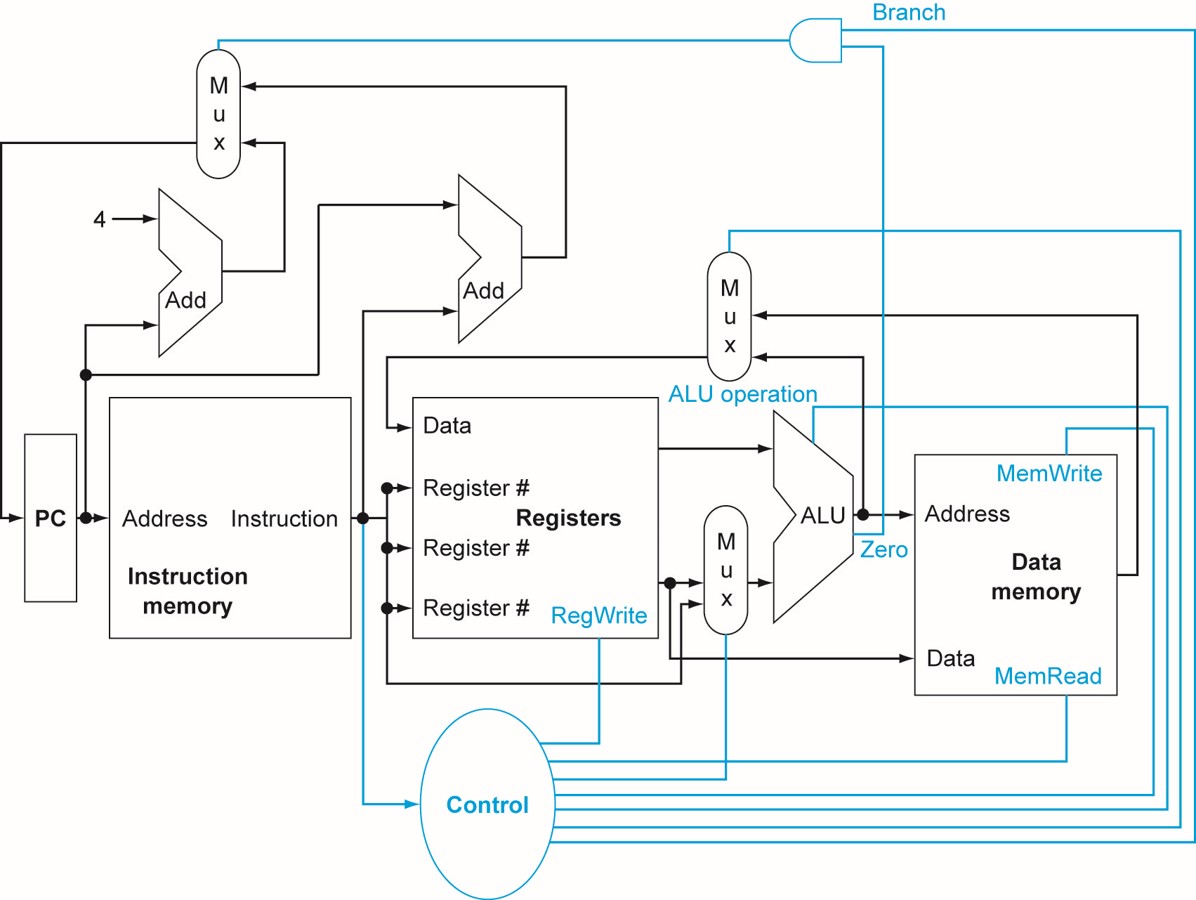 Branch
M
u
x
4
Add
Add
M
u
x
ALU operation
Data
Register #
Registers
Register #
Register #
RegWrite
PC
Address
Instruction
Instruction
memory
M
u
x
ALU
Zero
MemWrite
Address
Data
memory
Data
MemRead
Control